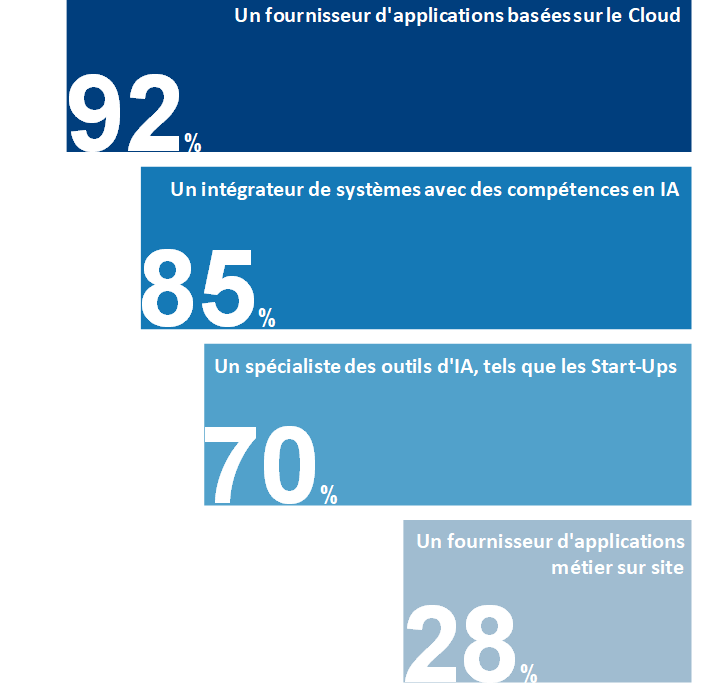 Un fournisseur d'applications basées sur le Cloud
92%
Un intégrateur de systèmes avec des compétences en IA
85%
Un spécialiste des outils d'IA, tels que les Start-Ups
70%
Un fournisseur d'applications
métier sur site
28%